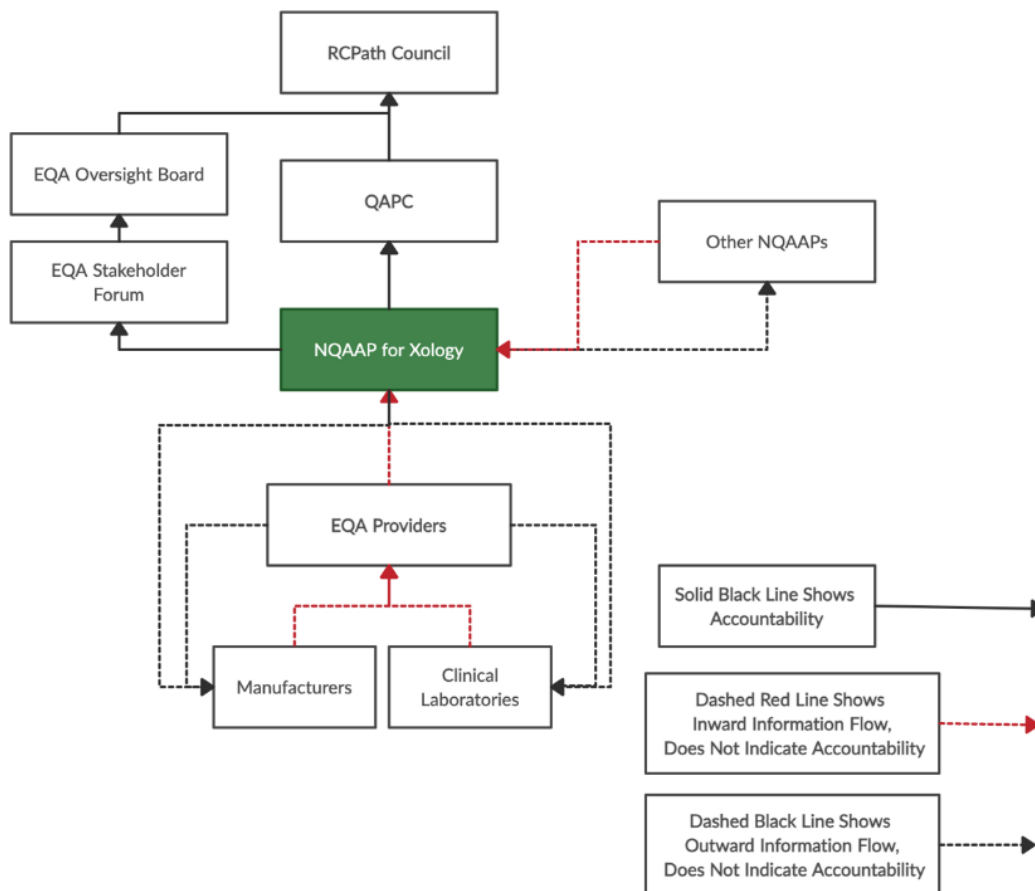 RCPath Council
EQA Oversight Board
QAPC
Other NQAAPs
EQA Stakeholder
Forum
NQAAP for Xology
EQA Providers
Manufacturers
Clinical
Laboratories
Solid Black Line Shows
Accountability
Dashed Red Line Shows
Inward Information Flow,
Does Not Indicate Accountability
Dashed Black Line Shows
Outward Information Flow,
Does Not Indicate Accountability